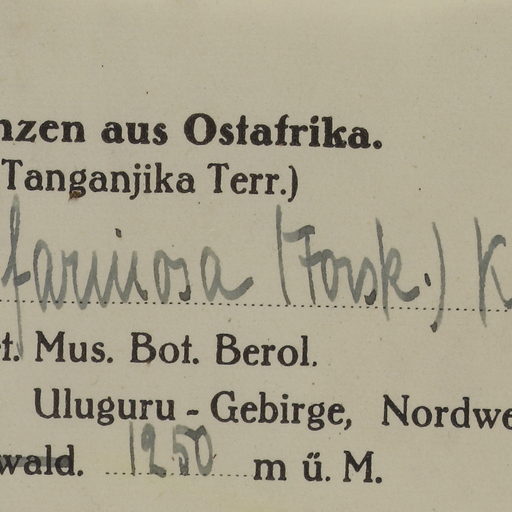 nzen aus Ostafrika.
Tanganjika Terr.)
farinosa (Forsk.) K
t. Mus. Bot. Berol.
Uluguru - Gebirge, Nordwe
wald. 1250 m ü. M.